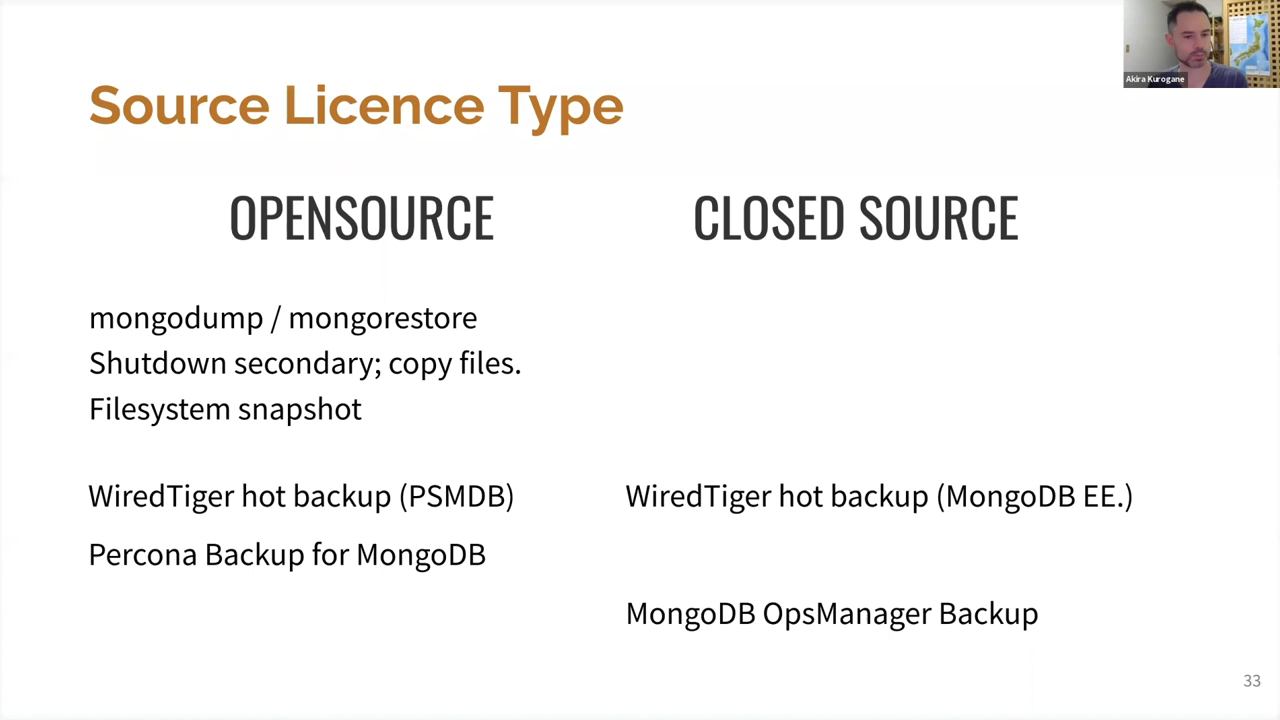 Akira Kurogane
Source Licence Type
OPENSOURCE
CLOSED SOURCE
mongodump / mongorestore
Shutdown secondary; copy files.
Filesystem snapshot
WiredTiger hot backup (PSMDB)
WiredTiger hot backup (MongoDB EE.)
Percona Backup for MongoDB
MongoDB OpsManager Backup
33